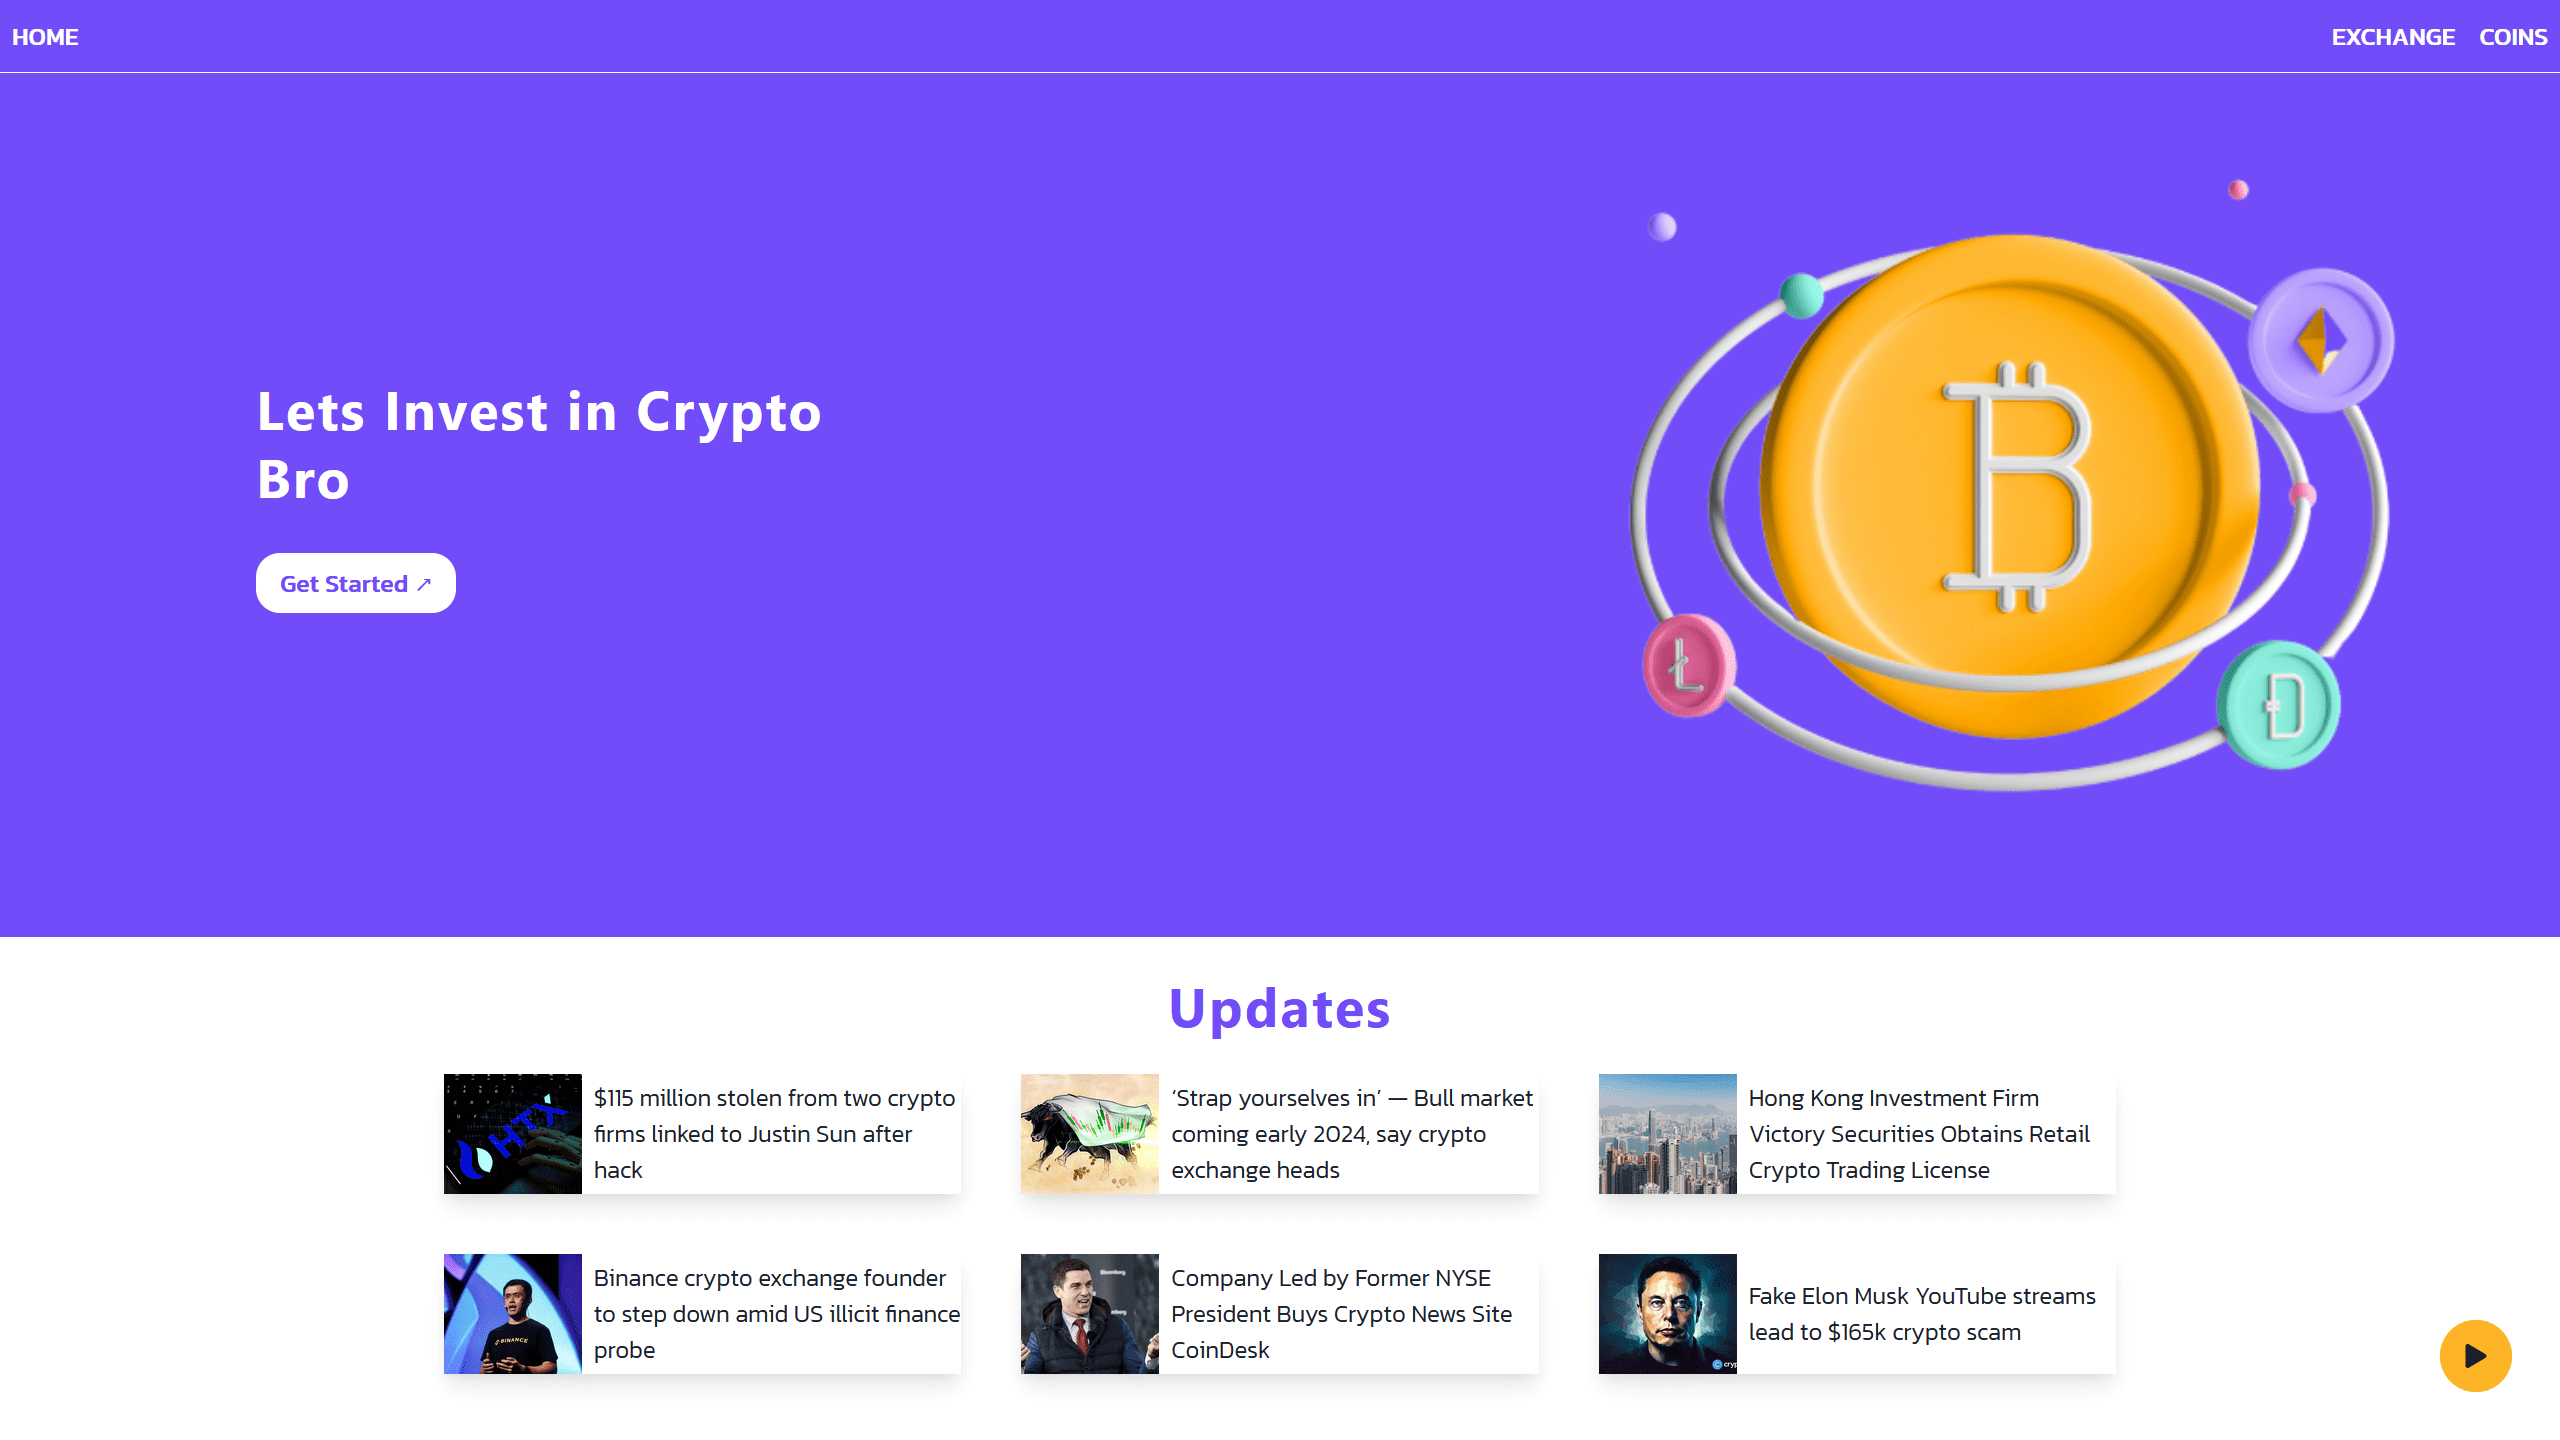 HOME
EXCHANGE
COINS
Lets Invest in Crypto
Bro
Get Started ↗
Updates
HTX
$115 million stolen from two crypto
firms linked to Justin Sun after
hack
‘Strap yourselves in’ — Bull market
coming early 2024, say crypto
exchange heads
Hong Kong Investment Firm
Victory Securities Obtains Retail
Crypto Trading License
BINANCE
Binance crypto exchange founder
to step down amid US illicit finance
probe
Bloomberg
Company Led by Former NYSE
President Buys Crypto News Site
CoinDesk
Fake Elon Musk YouTube streams
lead to $165k crypto scam